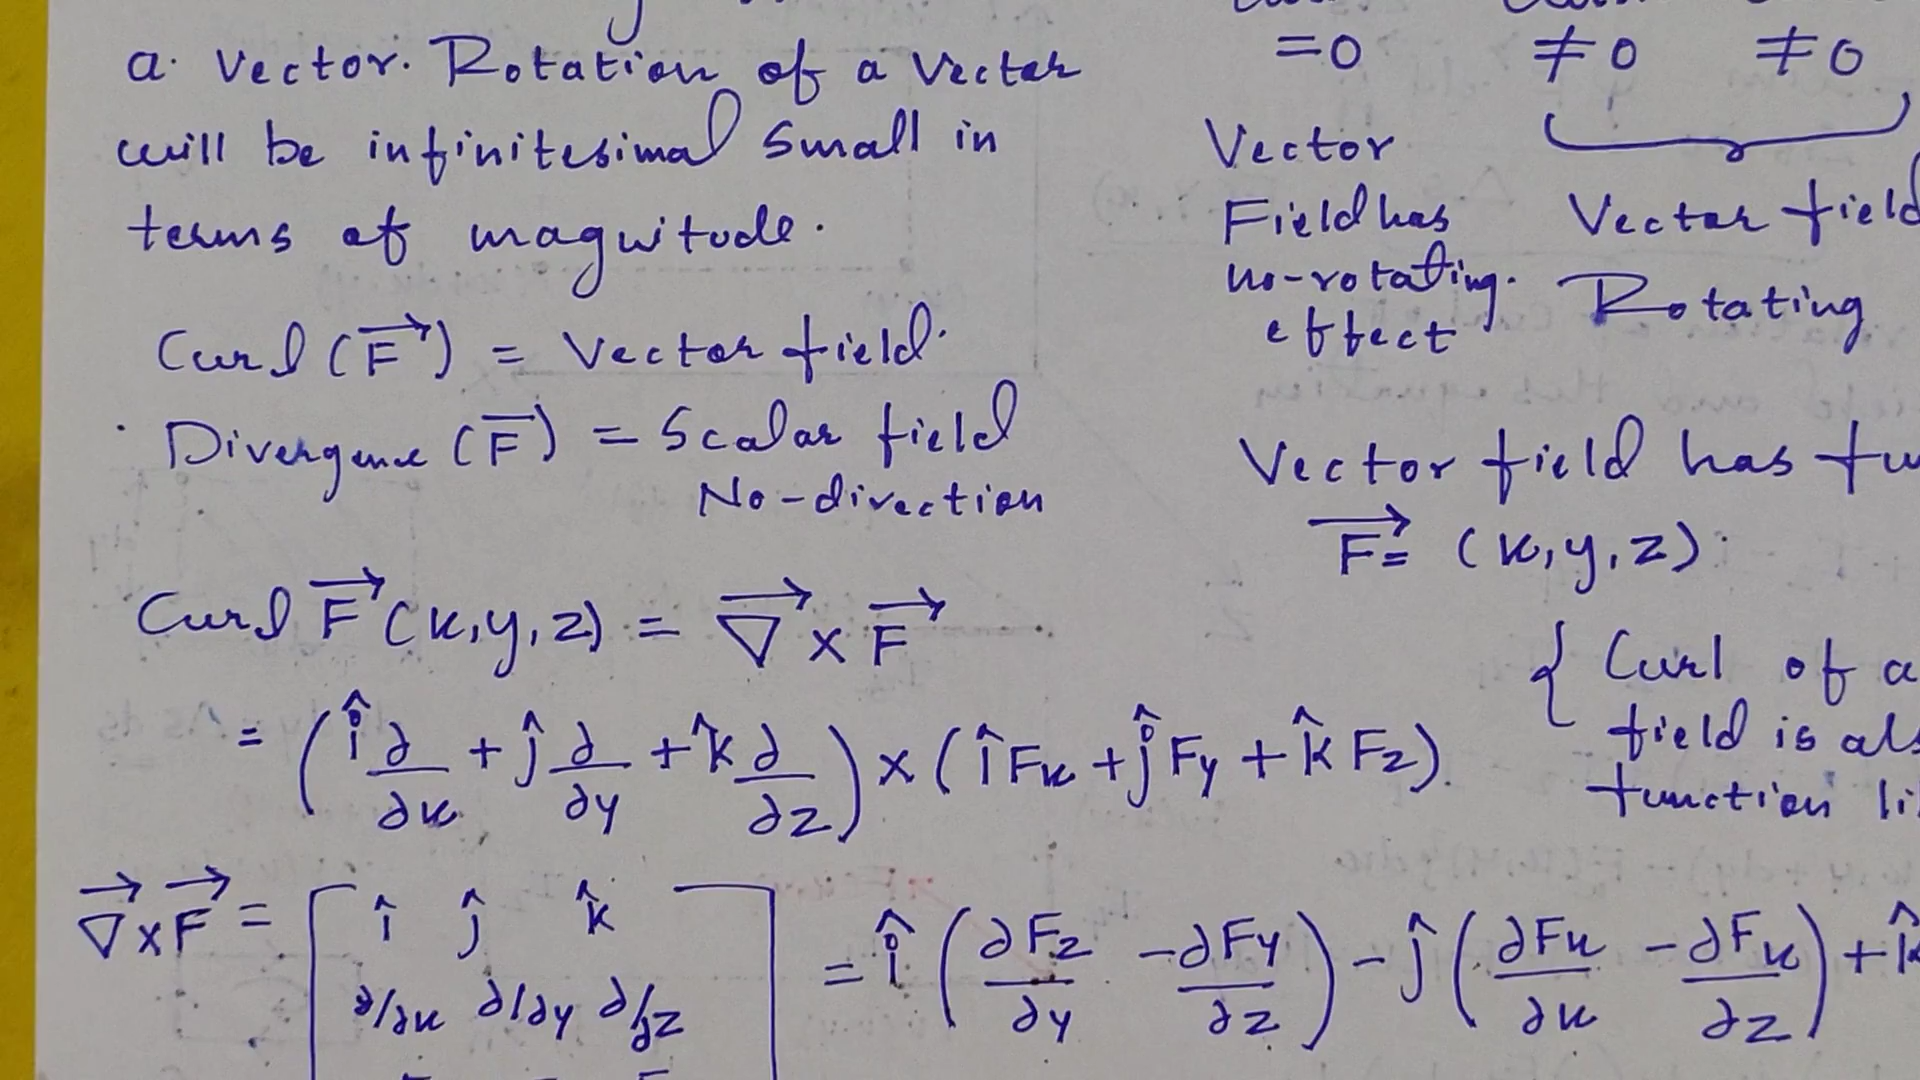 a. Vector. Rotation of a vector
will be infinitesimal small in
terms of magnitude.
Curl (F⃗) = Vector field.
Divergence (F̅) = Scalar field
No-direction
Curl F⃗ (x,y,z) = ∇⃗ x F⃗
= (î ∂/∂x + ĵ ∂/∂y + k̂ ∂/∂z) x (î Fx + ĵ Fy + k̂ Fz).
∇⃗ x F⃗ = [ î ĵ k̂
∂/∂x ∂/∂y ∂/∂z
= î (∂Fz/∂y - ∂Fy/∂z) - ĵ (∂Fx/∂x - ∂Fx/∂z) + k̂
=0 ≠0 ≠0
Vector
Field has
no-rotating.
effect
Vector field
Rotating
Vector field has
F⃗= (x,y,z).
{ Curl of a
field is
function